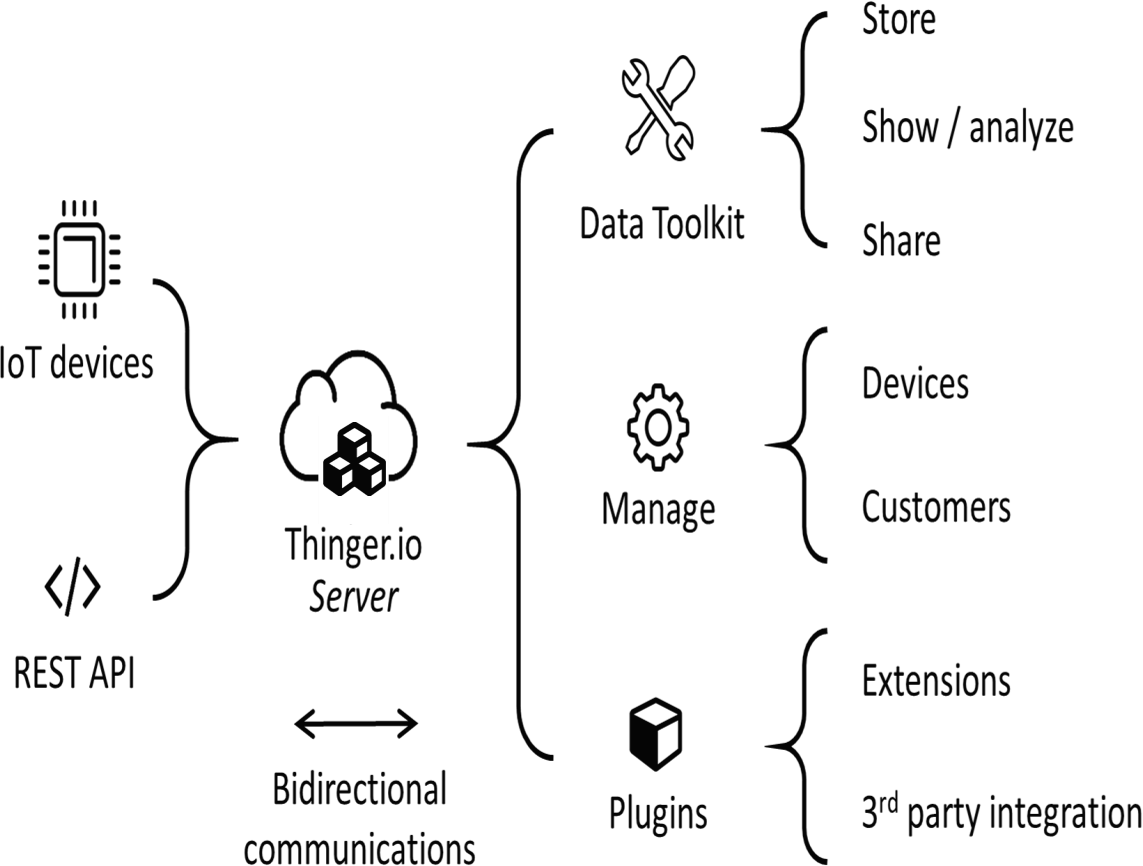 IoT devices
REST API
Thinger.io
Server
Bidirectional
communications
Data Toolkit
Store
Show / analyze
Share
Manage
Devices
Customers
Plugins
Extensions
3rd party integration